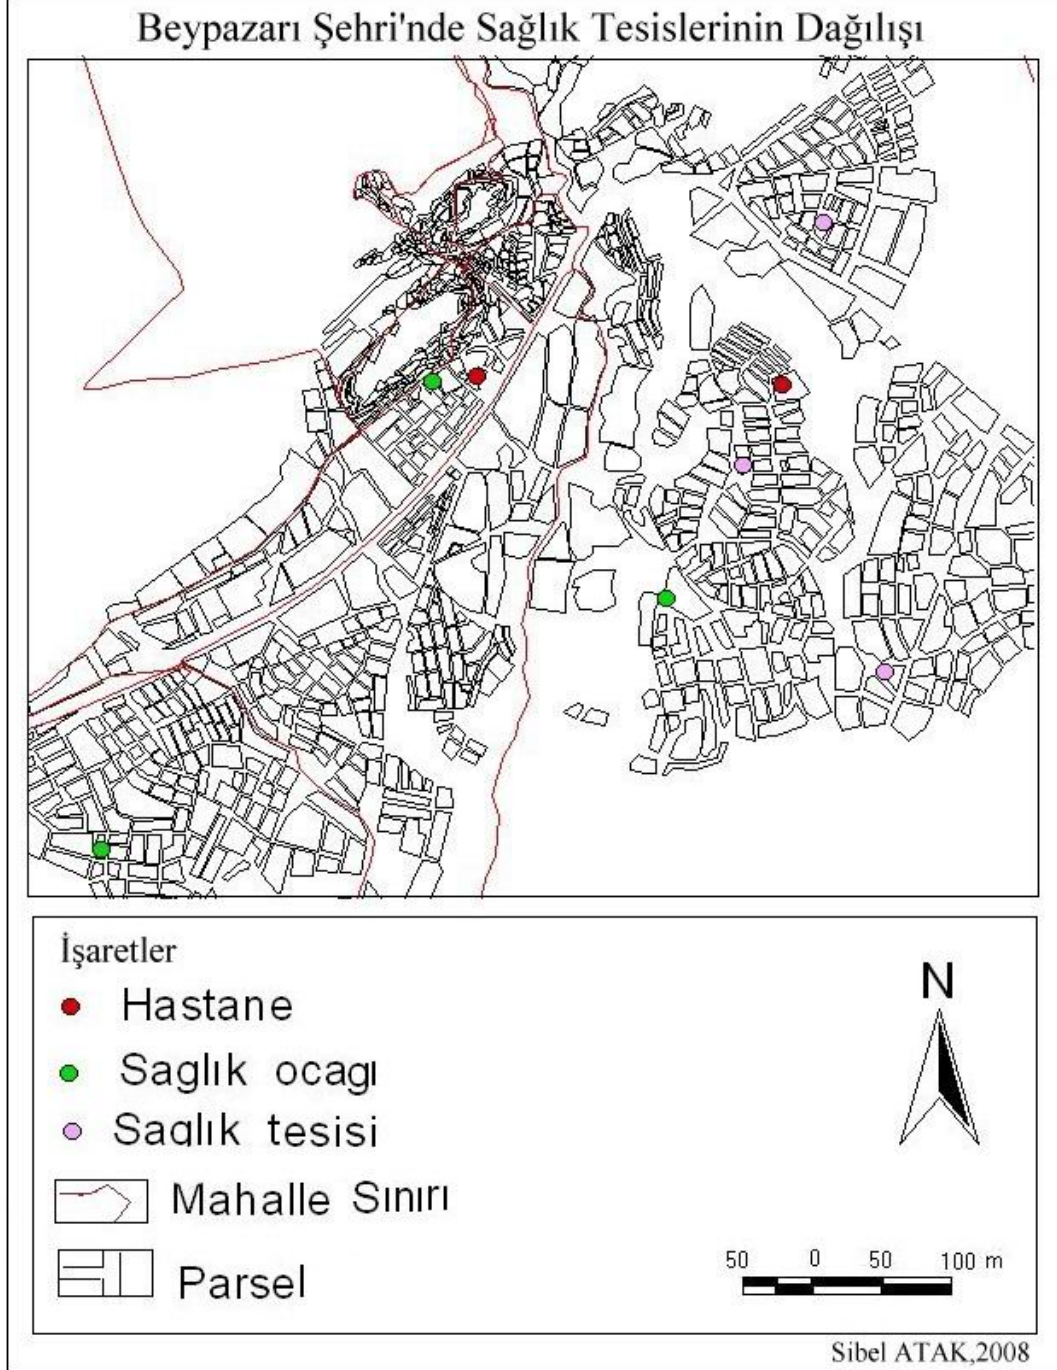 Beypazarı Şehri'nde Sağlık Tesislerinin Dağılışı
İşaretler
Hastane
Saglık ocagı
Saglık tesisi
Mahalle Sınırı
Parsel
N
50 0 50 100 m
Sibel ATAK,2008